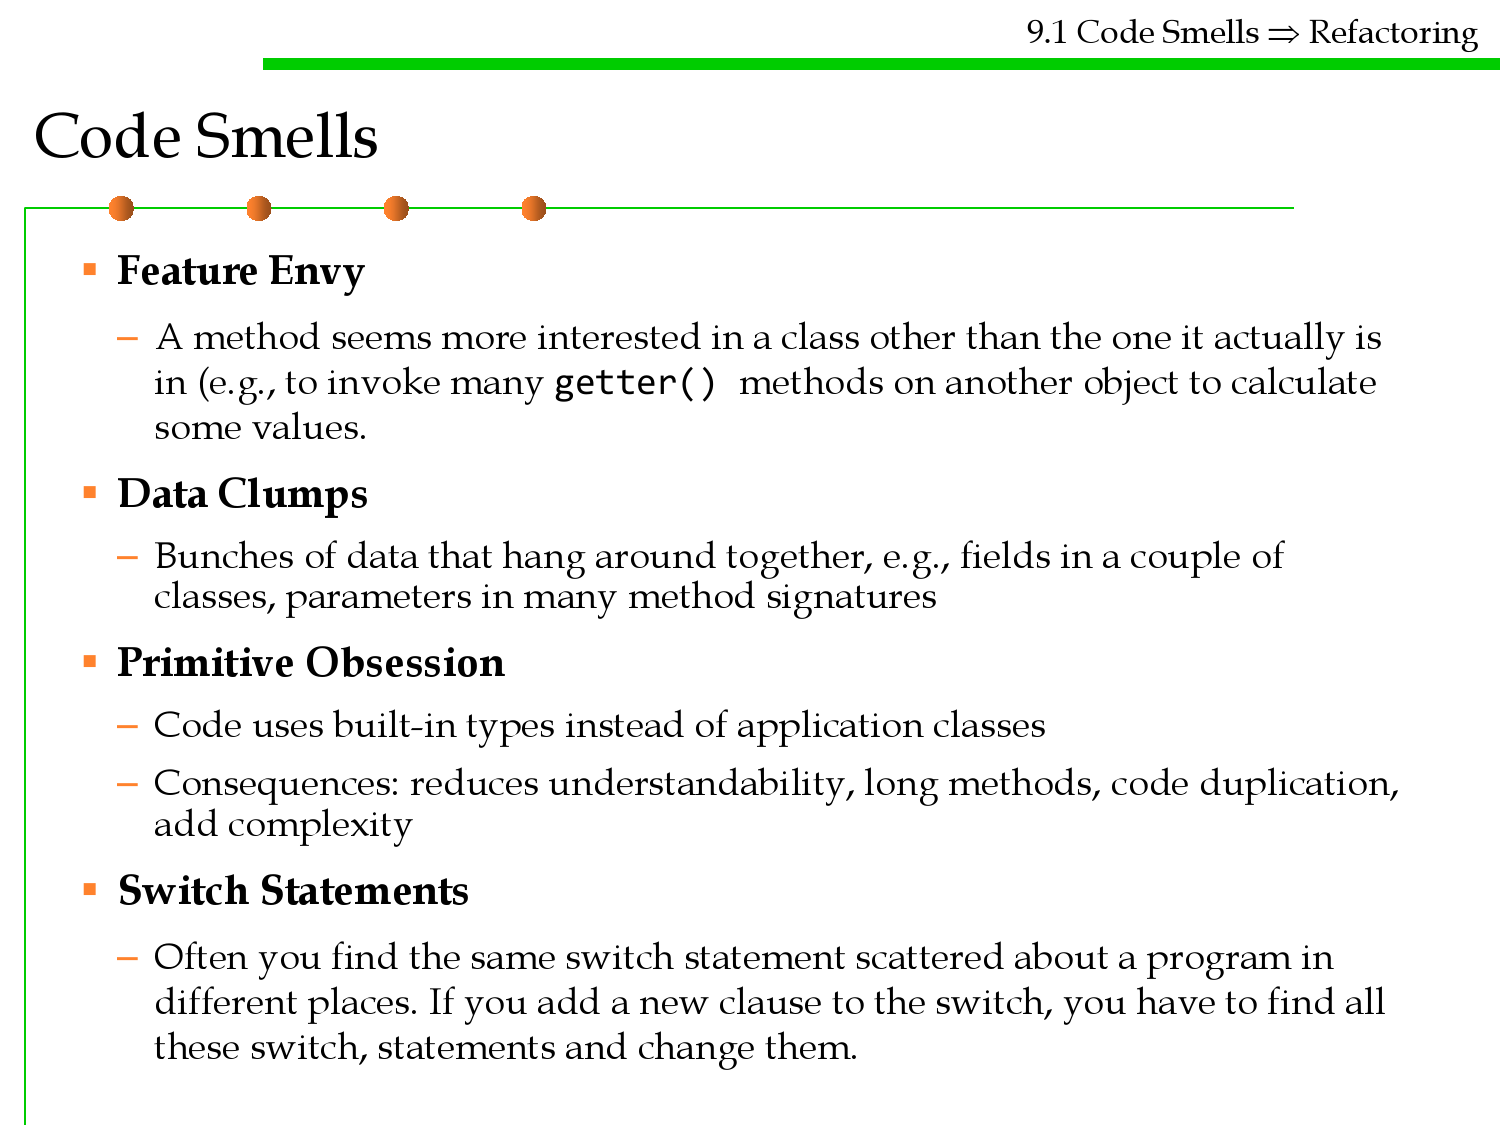 9.1 Code Smells ⇒ Refactoring
Code Smells
▪ Feature Envy
– A method seems more interested in a class other than the one it actually is
in (e.g., to invoke many getter() methods on another object to calculate
some values.
▪ Data Clumps
– Bunches of data that hang around together, e.g., fields in a couple of
classes, parameters in many method signatures
▪ Primitive Obsession
– Code uses built-in types instead of application classes
– Consequences: reduces understandability, long methods, code duplication,
add complexity
▪ Switch Statements
– Often you find the same switch statement scattered about a program in
different places. If you add a new clause to the switch, you have to find all
these switch, statements and change them.